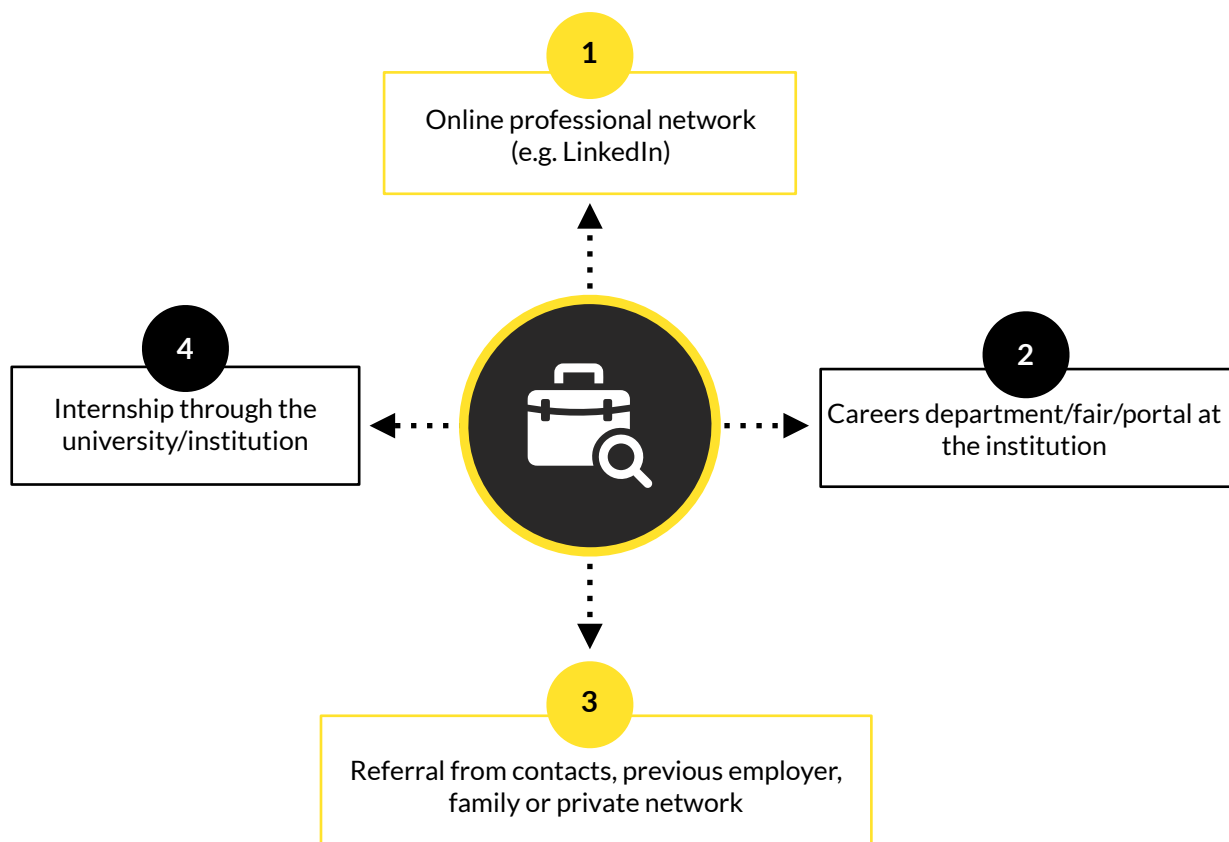 1
Online professional network
(e.g. LinkedIn)
4
Internship through the
university/institution
2
Careers department/fair/portal at
the institution
3
Referral from contacts, previous employer,
family or private network